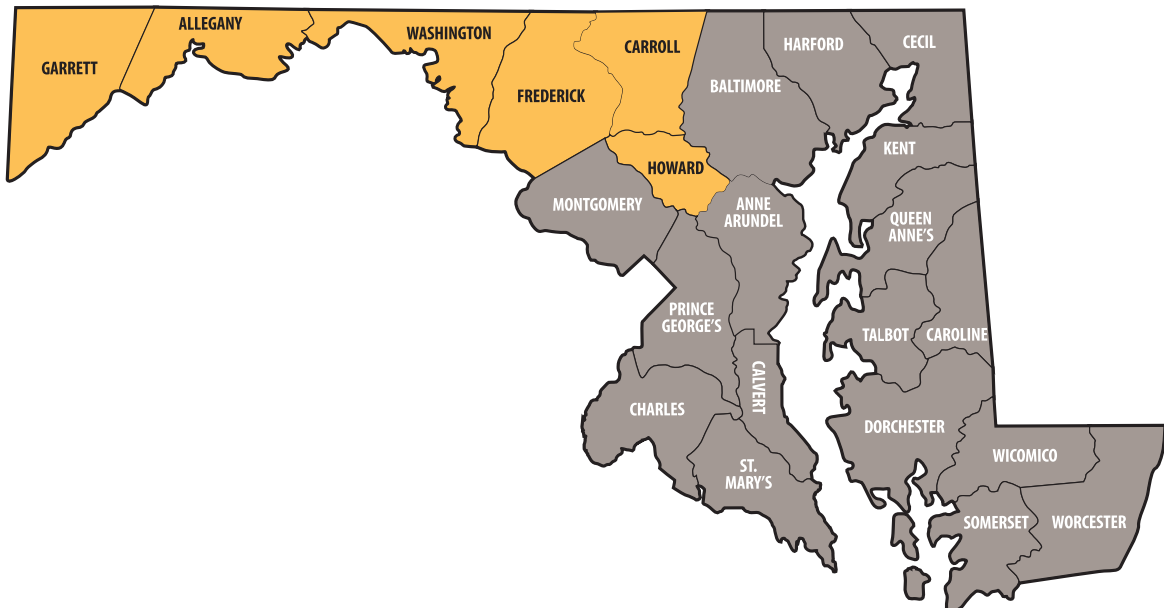 ALLEGANY
WASHINGTON
CARROLL
HARFORD
CECIL
GARRETT
FREDERICK
BALTIMORE
KENT
HOWARD
MONTGOMERY
ANNE
ARUNDEL
QUEEN
ANNE'S
PRINCE
GEORGE'S
TALBOT
CAROLINE
CALVERT
CHARLES
DORCHESTER
WICOMICO
ST.
MARY'S
SOMERSET
WORCESTER